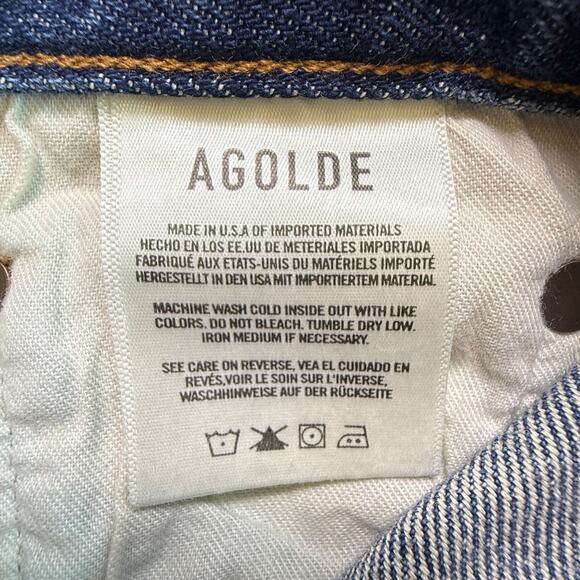 AGOLDE
MADE IN U.S.A OF IMPORTED MATERIALS
HECHO EN LOS EE.UU DE METERIALES IMPORTADA
FABRIQUÉ AUX ETATS-UNIS DU MATÉRIELS IMPORTÉ
HERGESTELLT IN DEN USA MIT IMPORTIERTEM MATERIAL
MACHINE WASH COLD INSIDE OUT WITH LIKE
COLORS. DO NOT BLEACH. TUMBLE DRY LOW.
IRON MEDIUM IF NECESSARY.
SEE CARE ON REVERSE, VEA EL CUIDADO EN
REVÉS,VOIR LE SOIN SUR L'INVERSE,
WASCHHINWEISE AUF DER RÜCKSEITE